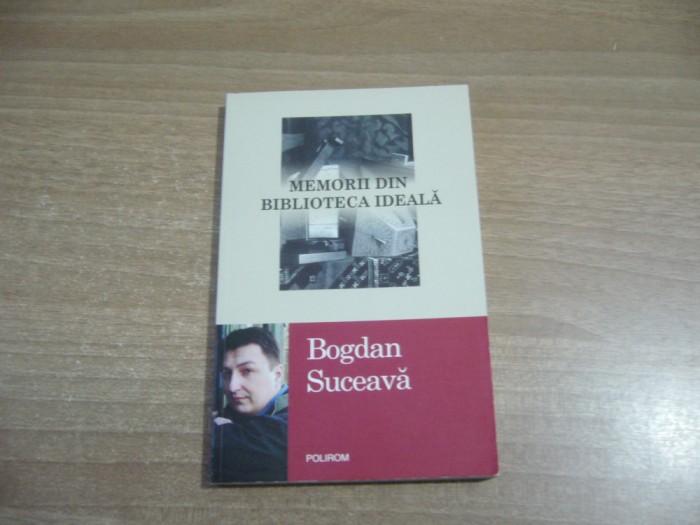 MEMORII DIN
BIBLIOTECA IDEALĂ
Bogdan
Suceavă
POLIROM